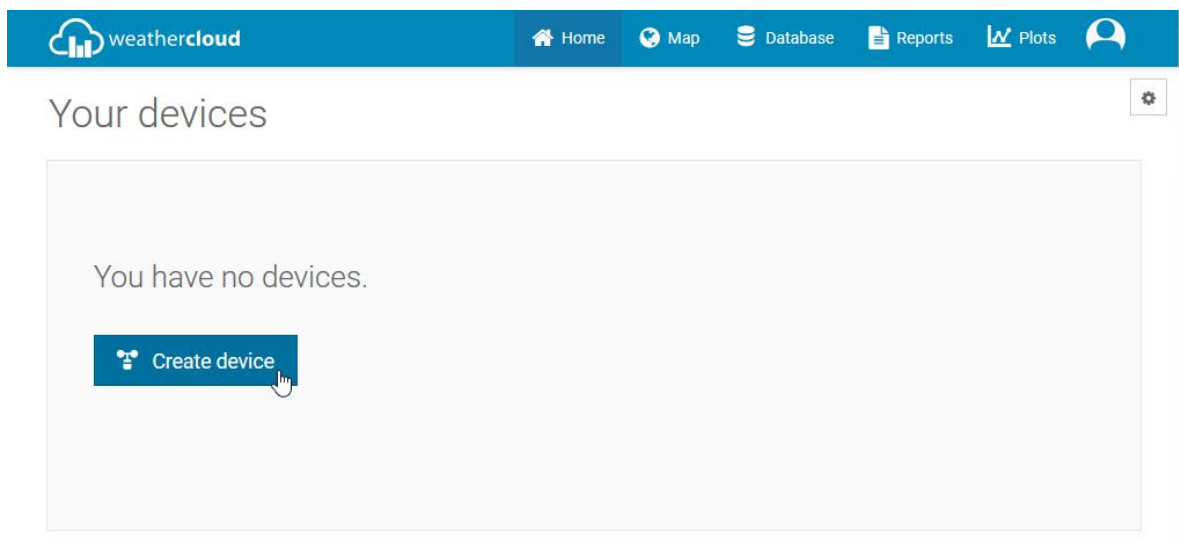 weathercloud Home Map Database Reports Plots
Your devices
You have no devices.
Create device